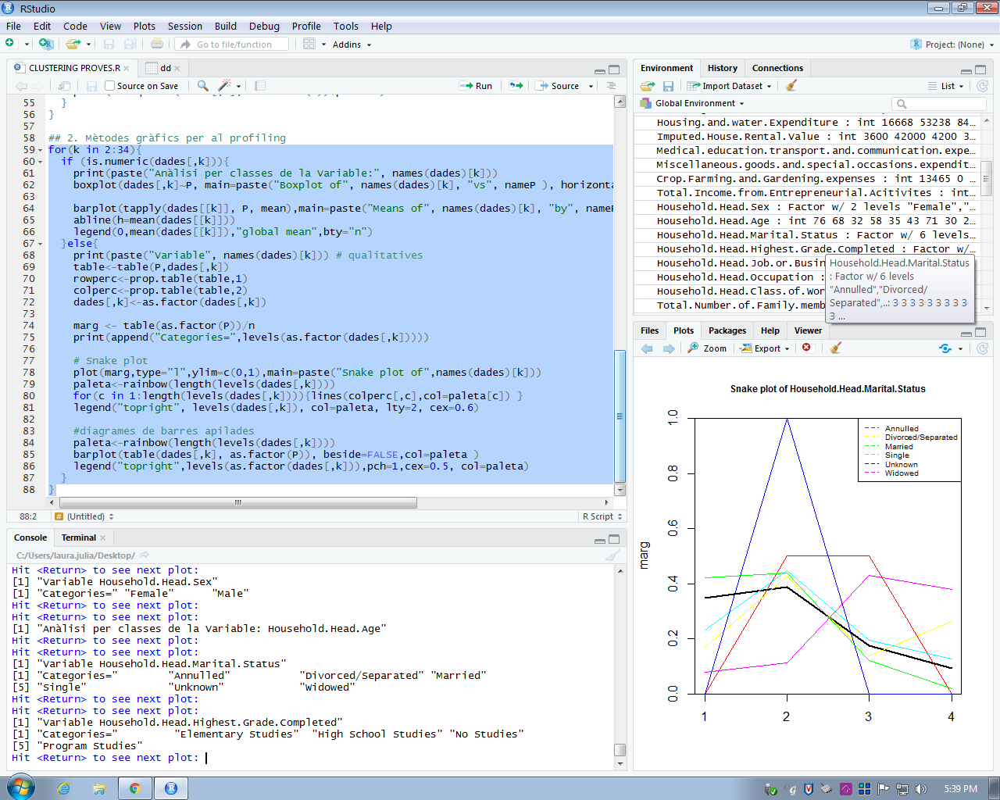 RStudio
File Edit Code View Plots Session Build Debug Profile Tools Help
Go to file/function
Addins
Project: (None)
CLUSTERING PROVES.R
dd
Source on Save
Run
Source
55 }
56 }
57
58 ## 2. Mètodes gràfics per al profiling
59 for(k in 2:34){
60 if (is.numeric(dades[,k])){
61 print(paste("Anàlisi per classes de la Variable:", names(dades)[k]))
62 boxplot(dades[,k]~P, main=paste("Boxplot of", names(dades)[k], "vs", nameP ), horizonta
63
64 barplot(tapply(dades[[k]], P, mean),main=paste("Means of", names(dades)[k], "by", nameP
65 abline(h=mean(dades[[k]]))
66 legend(0,mean(dades[[k]]),"global mean",bty="n")
67 }else{
68 print(paste("Variable", names(dades)[k])) # qualitatives
69 table<-table(P,dades[,k])
70 rowperc<-prop.table(table,1)
71 colperc<-prop.table(table,2)
72 dades[,k]<-as.factor(dades[,k])
73
74 marg <- table(as.factor(P))/n
75 print(append("Categories=",levels(as.factor(dades[,k]))))
76
77 # Snake plot
78 plot(marg,type="l",ylim=c(0,1),main=paste("Snake plot of",names(dades)[k]))
79 paleta<-rainbow(length(levels(dades[,k])))
80 for(c in 1:length(levels(dades[,k]))){lines(colperc[,c],col=paleta[c]) }
81 legend("topright", levels(dades[,k]), col=paleta, lty=2, cex=0.6)
82
83 #diagrames de barres apilades
84 paleta<-rainbow(length(levels(dades[,k])))
85 barplot(table(dades[,k], as.factor(P)), beside=FALSE,col=paleta )
86 legend("topright",levels(as.factor(dades[,k])),pch=1,cex=0.5, col=paleta)
87 }
88 }
88:2
(Untitled)
R Script
Console Terminal
C:/Users/laura.julia/Desktop/
Hit <Return> to see next plot:
[1] "Variable Household.Head.Sex"
[1] "Categories=" "Female" "Male"
Hit <Return> to see next plot:
Hit <Return> to see next plot:
[1] "Anàlisi per classes de la Variable: Household.Head.Age"
Hit <Return> to see next plot:
Hit <Return> to see next plot:
[1] "Variable Household.Head.Marital.Status"
[1] "Categories=" "Annulled" "Divorced/Separated" "Married"
[5] "Single" "Unknown" "Widowed"
Hit <Return> to see next plot:
Hit <Return> to see next plot:
[1] "Variable Household.Head.Highest.Grade.Completed"
[1] "Categories=" "Elementary Studies" "High School Studies" "No Studies"
[5] "Program Studies"
Hit <Return> to see next plot:
Environment History Connections
Import Dataset
List
Global Environment
Housing.and.water.Expenditure : int 16668 53238 84...
Imputed.House.Rental.Value : int 3600 42000 4200 3...
Medical.education.transport.and.communication.expe...
Miscellaneous.goods.and.special.occasions.expendit...
Crop.Farming.and.Gardening.expenses : int 13465 0 ...
Total.Income.from.Entrepreneurial.Acitivites : int...
Household.Head.Sex : Factor w/ 2 levels "Female","...
Household.Head.Age : int 76 68 32 58 35 43 71 30 2...
Household.Head.Marital.Status : Factor w/ 6 levels...
Household.Head.Highest.Grade.Completed : Factor w/...
Household.Head.Job.or.Busin
Household.Head.Occupation :
Household.Head.Class.of.Wor
Total.Number.of.Family.memb
Household.Head.Marital.Status
: Factor w/ 6 levels
"Annulled","Divorced/
Separated",..: 3 3 3 3 3 3 3 3 3
3 ...
Files Plots Packages Help Viewer
Zoom
Export
Snake plot of Household.Head.Marital.Status
Annulled
Divorced/Separated
Married
Single
Unknown
Widowed
marg
0.0 0.2 0.4 0.6 0.8 1.0
1 2 3 4
5:39 PM